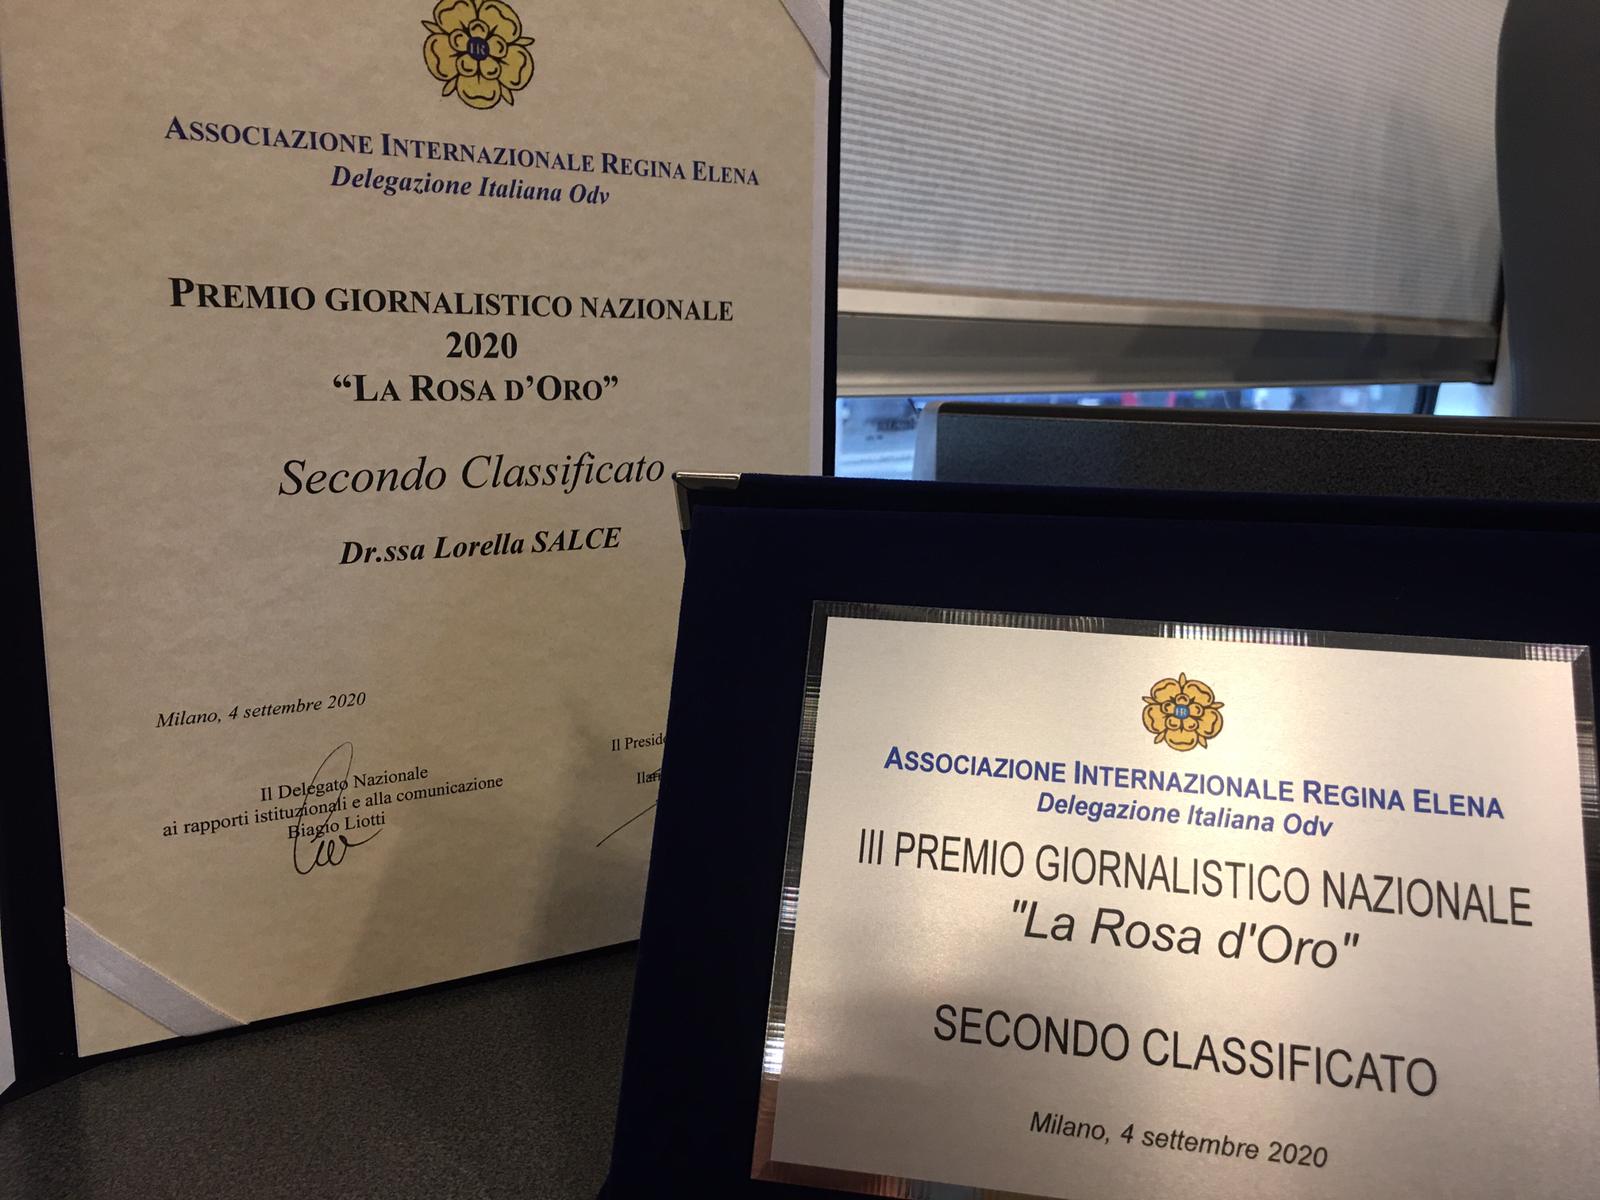 ASSOCIAZIONE INTERNAZIONALE REGINA ELENA
Delegazione Italiana Odv
PREMIO GIORNALISTICO NAZIONALE
2020
“LA ROSA D’ORO”
Secondo Classificato
Dr.ssa Lorella SALCE
Milano, 4 settembre 2020
Il Delegato Nazionale
ai rapporti istituzionali e alla comunicazione
Biagio Liotti
Il
ASSOCIAZIONE INTERNAZIONALE REGINA ELENA
Delegazione Italiana Odv
III PREMIO GIORNALISTICO NAZIONALE
"La Rosa d'Oro"
SECONDO CLASSIFICATO
Milano, 4 settembre 2020